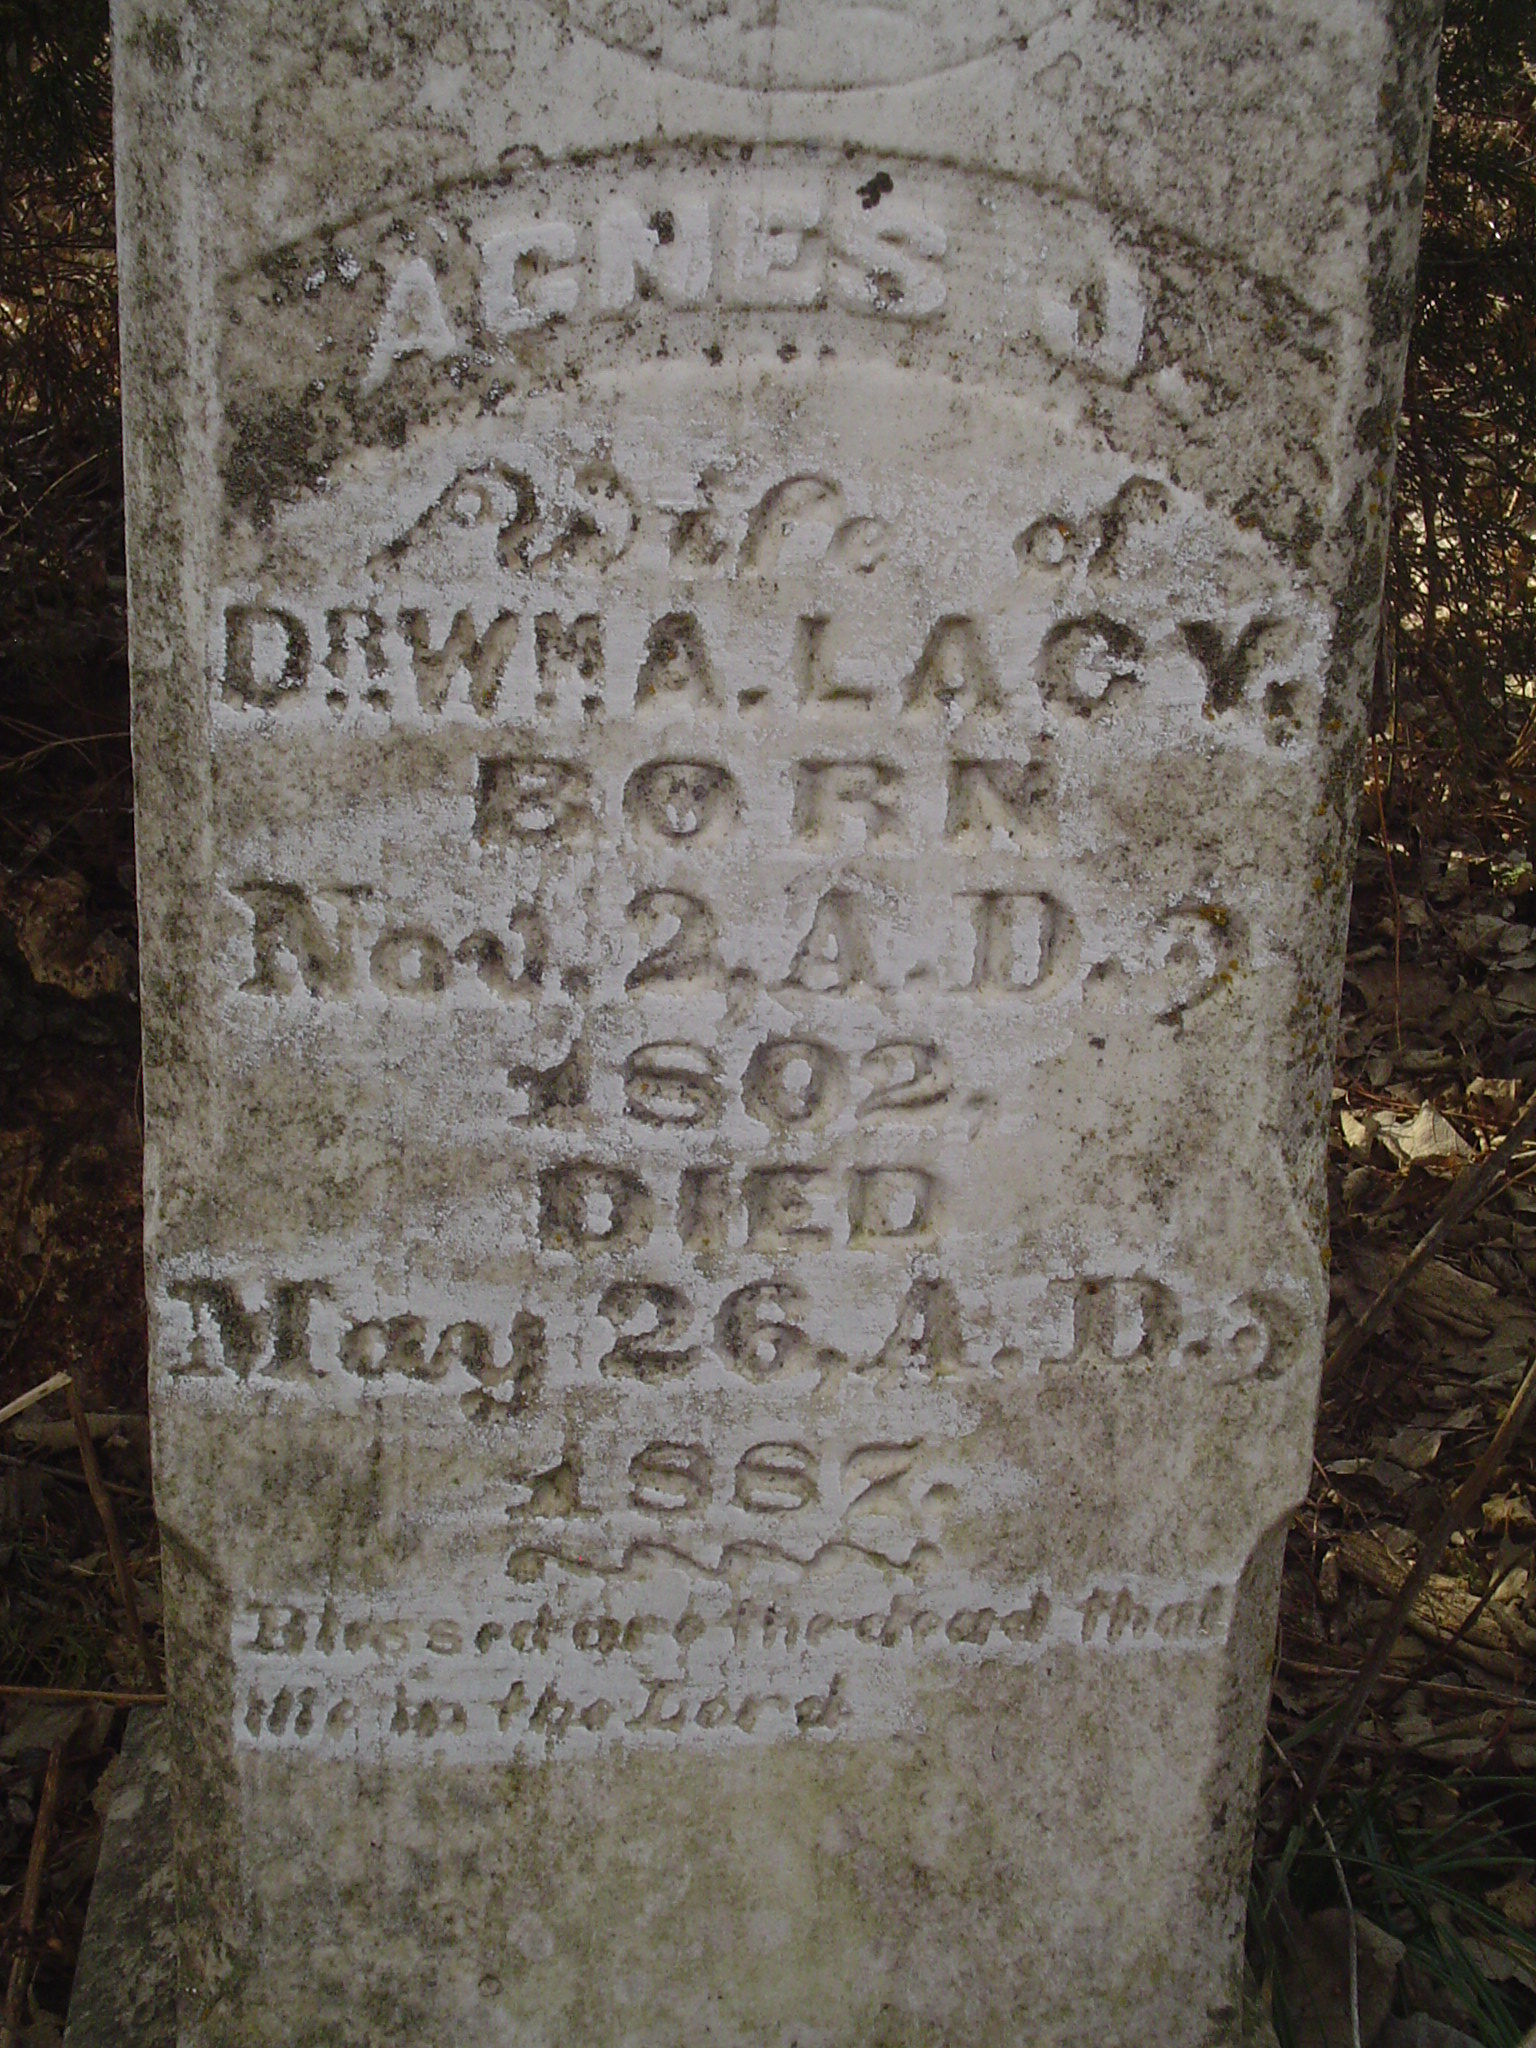 AGNES J.
Wife of
DR WM A. LACY.
BORN
Nov. 2, A. D.,
1802,
DIED
May 26, A. D.,
1887.
Blessed are the dead that
die in the Lord